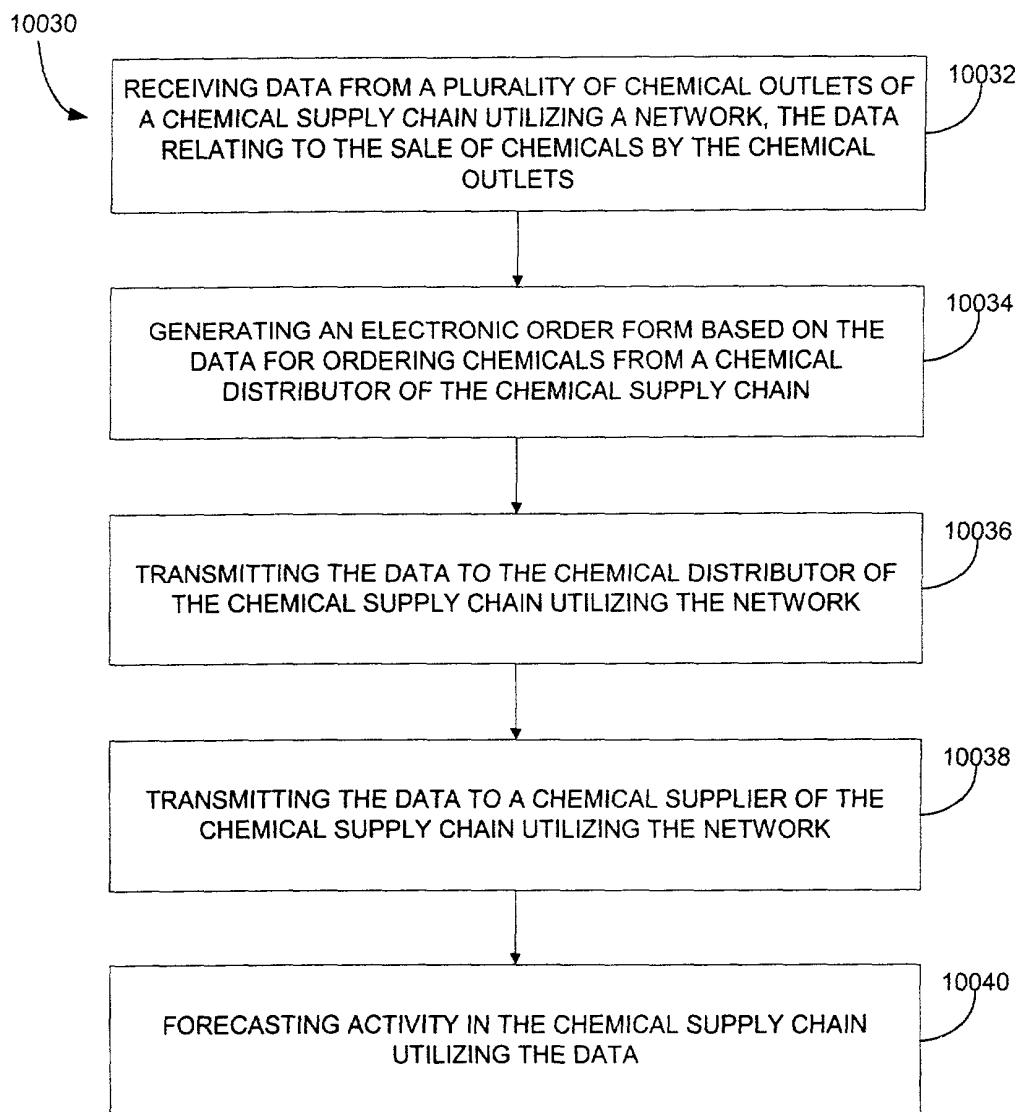 10030
RECEIVING DATA FROM A PLURALITY OF CHEMICAL OUTLETS OF
A CHEMICAL SUPPLY CHAIN UTILIZING A NETWORK, THE DATA
RELATING TO THE SALE OF CHEMICALS BY THE CHEMICAL
OUTLETS
10032
GENERATING AN ELECTRONIC ORDER FORM BASED ON THE
DATA FOR ORDERING CHEMICALS FROM A CHEMICAL
DISTRIBUTOR OF THE CHEMICAL SUPPLY CHAIN
10034
TRANSMITTING THE DATA TO THE CHEMICAL DISTRIBUTOR OF
THE CHEMICAL SUPPLY CHAIN UTILIZING THE NETWORK
10036
TRANSMITTING THE DATA TO A CHEMICAL SUPPLIER OF THE
CHEMICAL SUPPLY CHAIN UTILIZING THE NETWORK
10038
FORECASTING ACTIVITY IN THE CHEMICAL SUPPLY CHAIN
UTILIZING THE DATA
10040